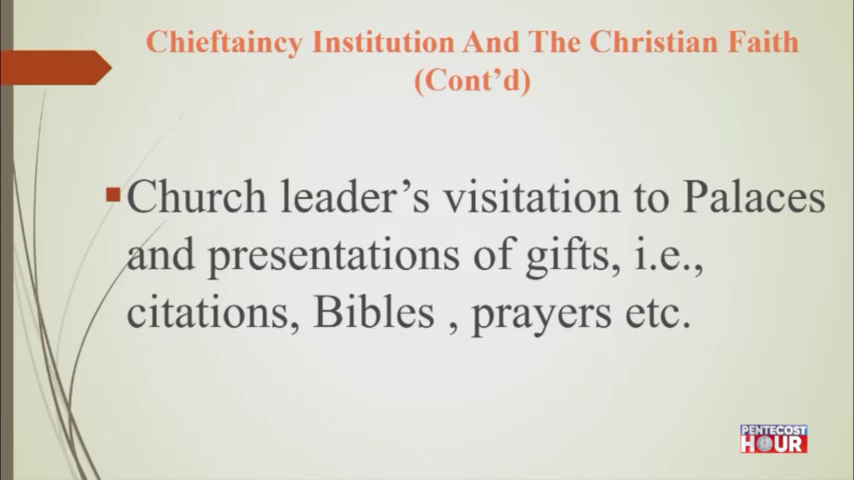 Chieftaincy Institution And The Christian Faith
(Cont’d)
Church leader’s visitation to Palaces
and presentations of gifts, i.e.,
citations, Bibles , prayers etc.
PENTECOST
HOUR